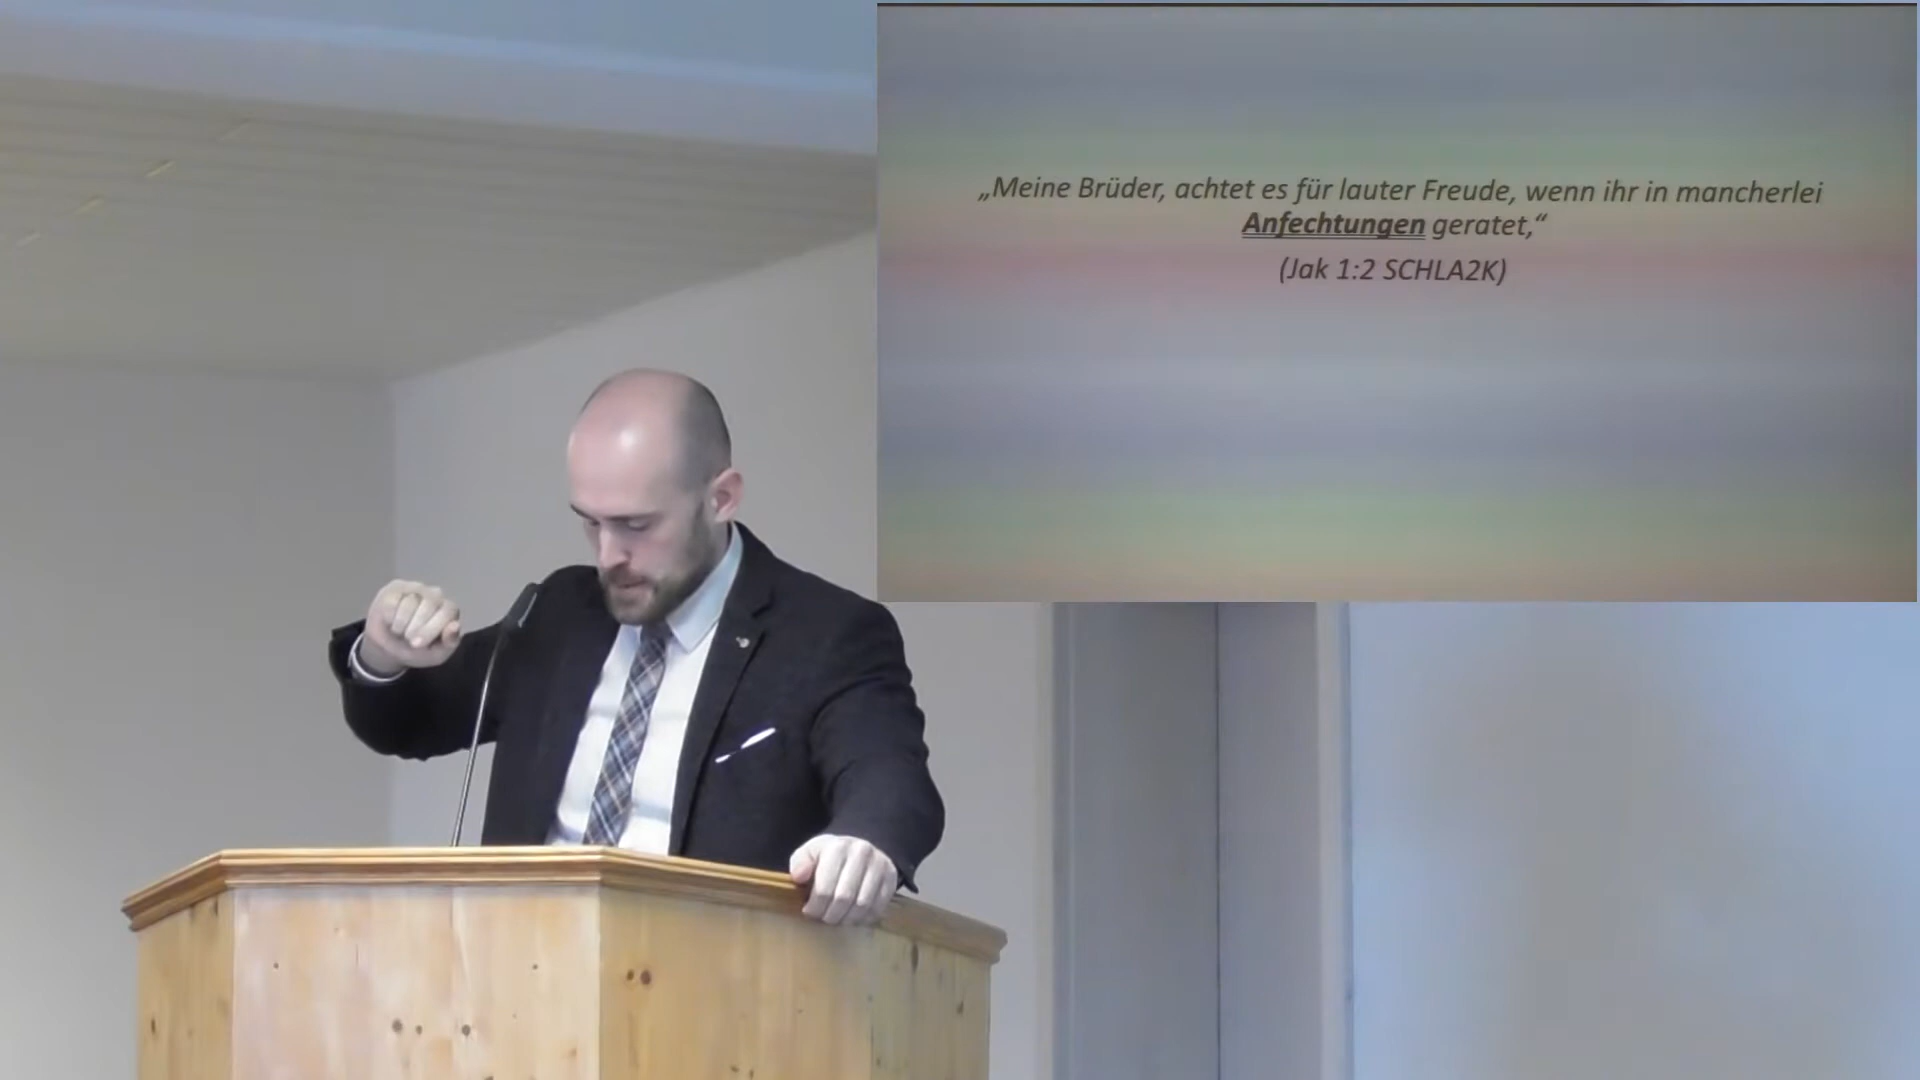 „Meine Brüder, achtet es für lauter Freude, wenn ihr in mancherlei
Anfechtungen geratet,“
(Jak 1:2 SCHLA2K)